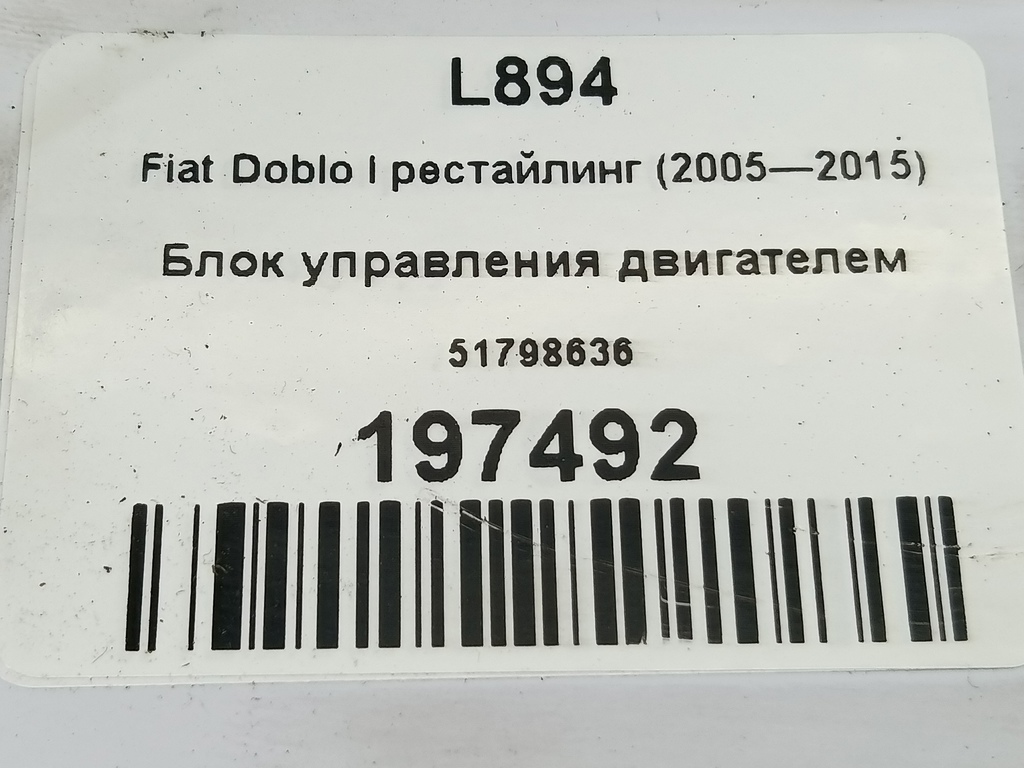 L894
Fiat Doblo I рестайлинг (2005—2015)
Блок управления двигателем
51798636
197492